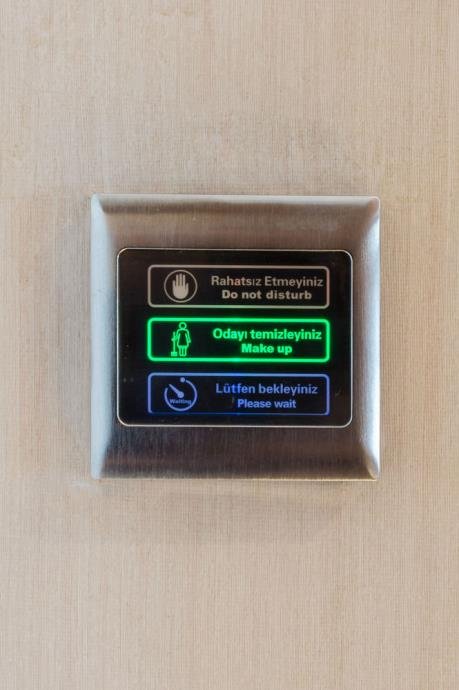 Rahatsız Etmeyiniz
Do not disturb
Odayı temizleyiniz
Make up
Waiting
Lütfen bekleyiniz
Please wait